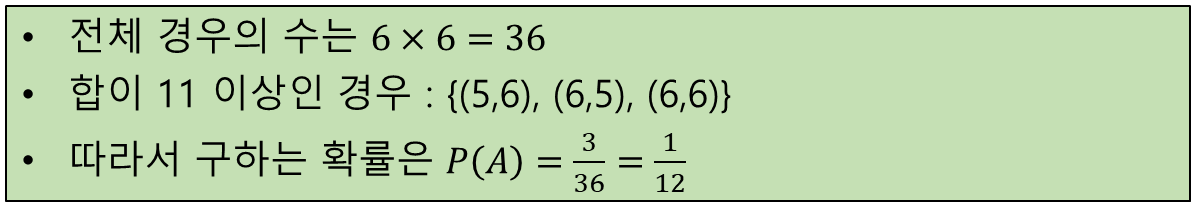 • 전체 경우의 수는 6 × 6 = 36
• 합이 11 이상인 경우 : {(5,6), (6,5), (6,6)}
• 따라서 구하는 확률은 P(A) = 3/36 = 1/12